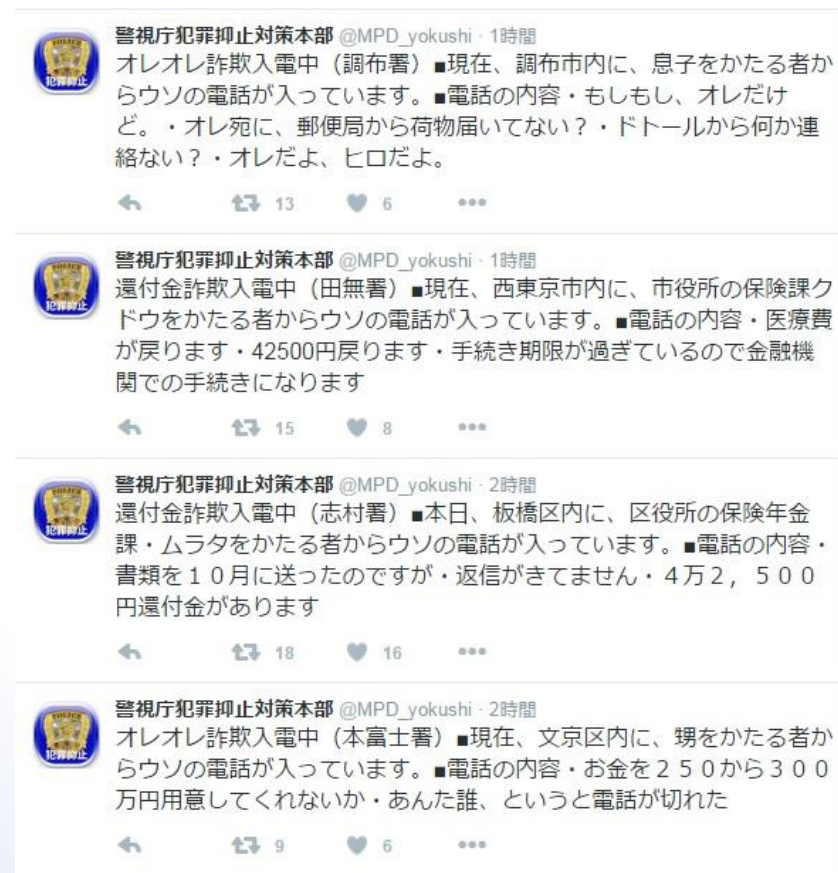 警視庁犯罪抑止対策本部 @MPD_yokushi · 1時間
オレオレ詐欺入電中（調布署）■現在、調布市内に、息子をかたる者か
らウソの電話が入っています。■電話の内容・もしもし、オレだけ
ど。・オレ宛に、郵便局から荷物届いてない？・ドトールから何か連
絡ない？・オレだよ、ヒロだよ。
13 6
警視庁犯罪抑止対策本部 @MPD_yokushi · 1時間
還付金詐欺入電中（田無署）■現在、西東京市内に、市役所の保険課ク
ドウをかたる者からウソの電話が入っています。■電話の内容・医療費
が戻ります・42500円戻ります・手続き期限が過ぎているので金融機
関での手続きになります
15 8
警視庁犯罪抑止対策本部 @MPD_yokushi · 2時間
還付金詐欺入電中（志村署）■本日、板橋区内に、区役所の保険年金
課・ムラタをかたる者からウソの電話が入っています。■電話の内容・
書類を１０月に送ったのですが・返信がきてません・４万２，５００
円還付金があります
18 16
警視庁犯罪抑止対策本部 @MPD_yokushi · 2時間
オレオレ詐欺入電中（本富士署）■現在、文京区内に、甥をかたる者か
らウソの電話が入っています。■電話の内容・お金を２５０から３００
万円用意してくれないか・あんた誰、というと電話が切れた
9 6